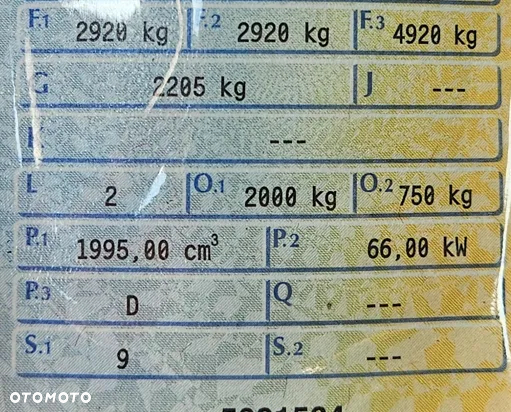 F.1 2920 kg F.2 2920 kg F.3 4920 kg
G 2205 kg J ---
K ---
L 2 O.1 2000 kg O.2 750 kg
P.1 1995,00 cm³ P.2 66,00 kW
P.3 D Q ---
S.1 9 S.2 ---
OTOMOTO